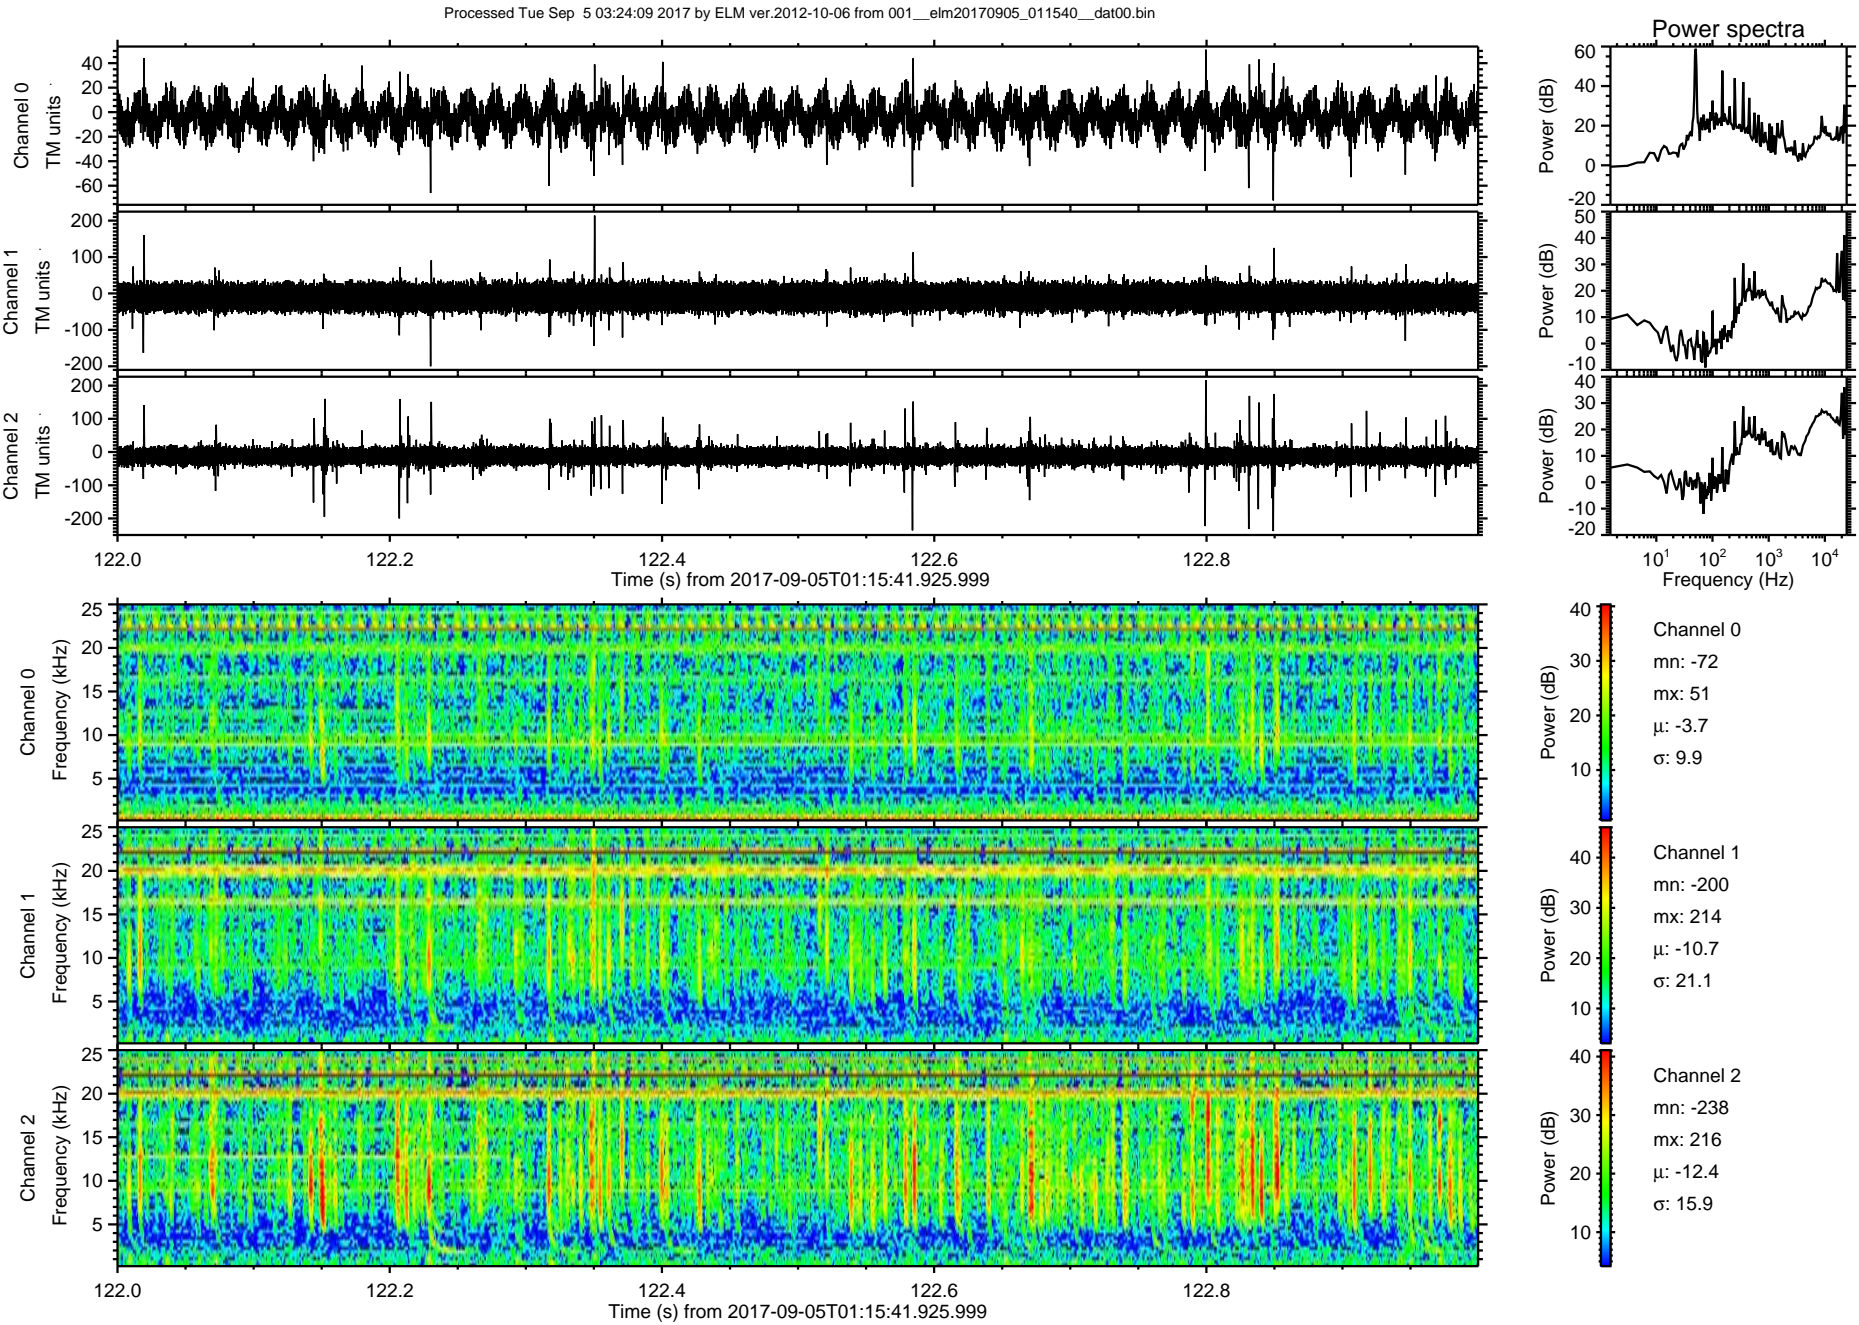 Processed Tue Sep  5 03:24:09 2017 by ELM ver.2012-10-06 from 001__elm20170905_011540__dat00.bin
Power spectra
Channel 0
TM units
40
20
0
-20
-40
-60
Power (dB)
60
40
20
0
-20
Channel 1
TM units
200
100
0
-100
-200
Power (dB)
50
40
30
20
10
0
-10
Channel 2
TM units
200
100
0
-100
-200
Power (dB)
40
30
20
10
0
-10
-20
122.0 122.2 122.4 122.6 122.8
Time (s) from 2017-09-05T01:15:41.925.999
10^1 10^2 10^3 10^4
Frequency (Hz)
Channel 0
Frequency (kHz)
25
20
15
10
5
Power (dB)
40
30
20
10
Channel 0
mn: -72
mx: 51
μ: -3.7
σ: 9.9
Channel 1
Frequency (kHz)
25
20
15
10
5
Power (dB)
40
30
20
10
Channel 1
mn: -200
mx: 214
μ: -10.7
σ: 21.1
Channel 2
Frequency (kHz)
25
20
15
10
5
Power (dB)
40
30
20
10
Channel 2
mn: -238
mx: 216
μ: -12.4
σ: 15.9
122.0 122.2 122.4 122.6 122.8
Time (s) from 2017-09-05T01:15:41.925.999